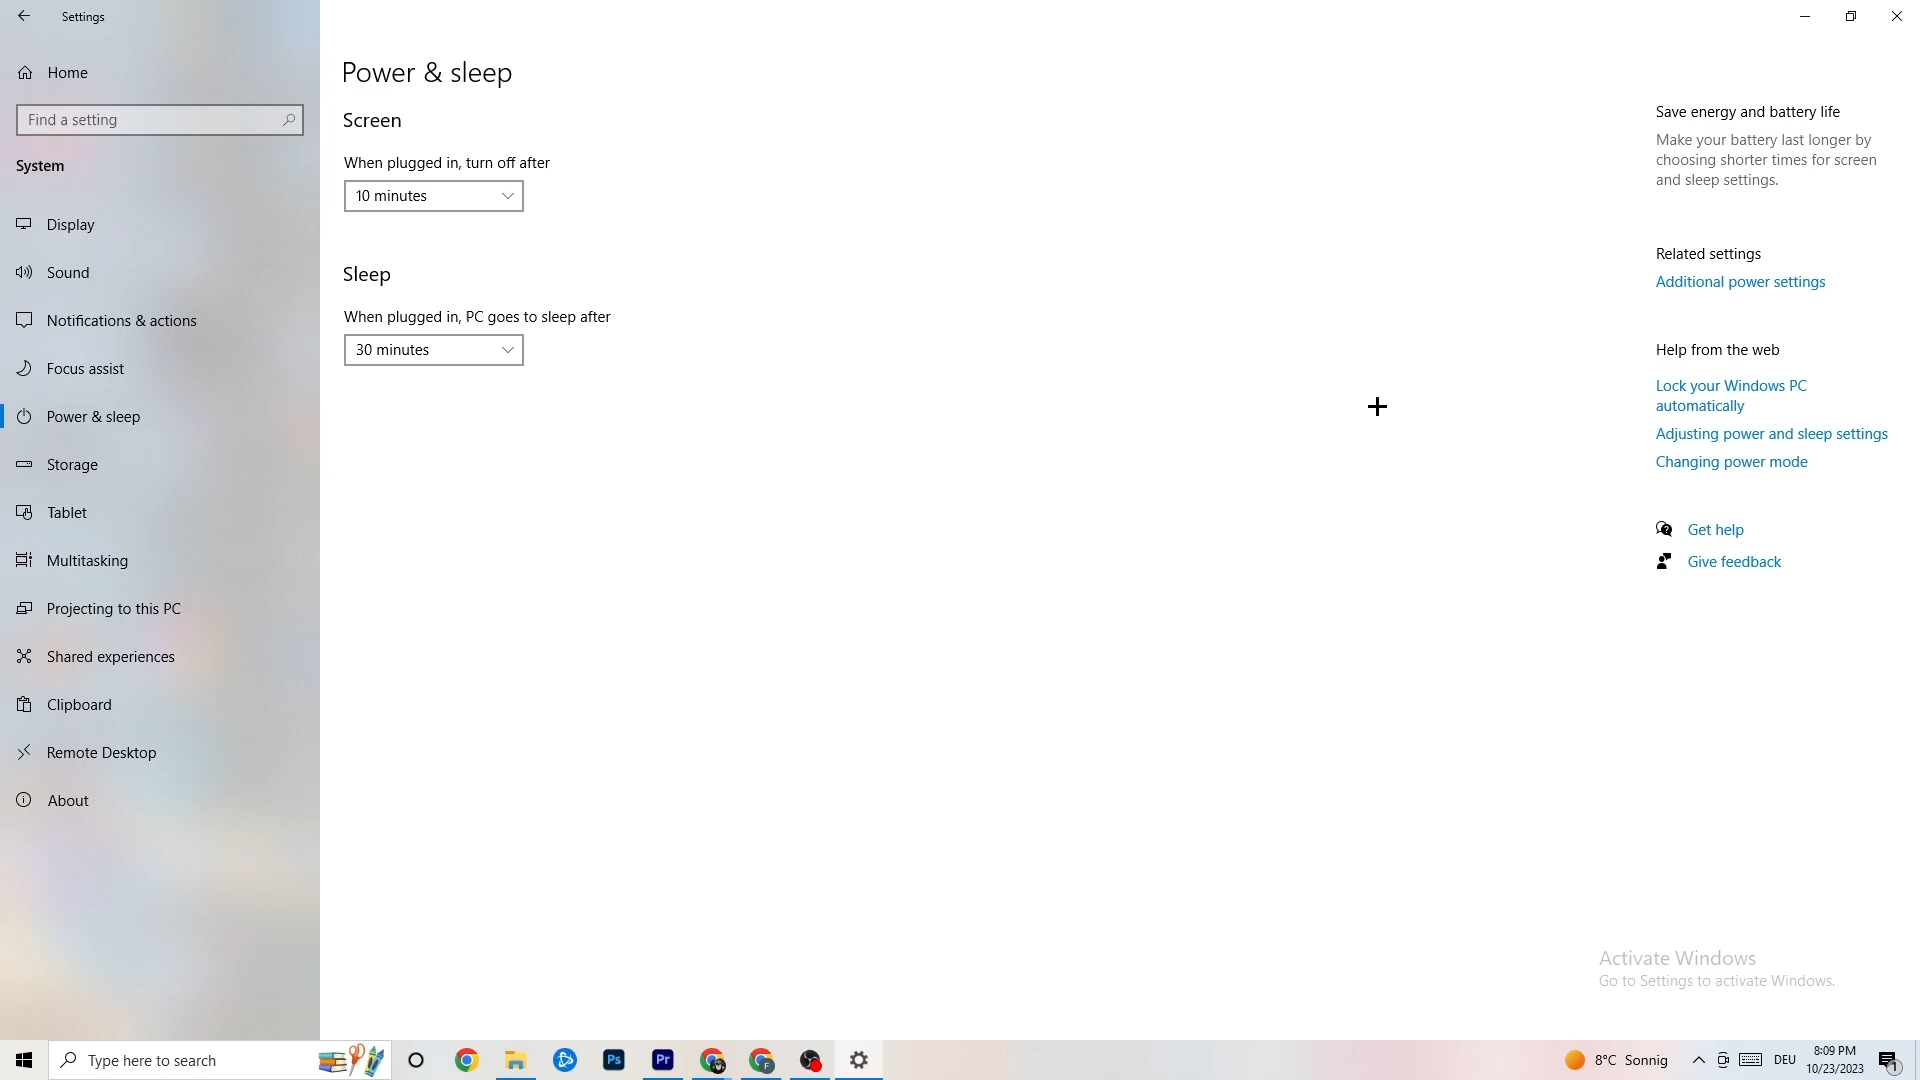 Settings
Home
Find a setting
System
Display
Sound
Notifications & actions
Focus assist
Power & sleep
Storage
Tablet
Multitasking
Projecting to this PC
Shared experiences
Clipboard
Remote Desktop
About
Power & sleep
Screen
When plugged in, turn off after
10 minutes
Sleep
When plugged in, PC goes to sleep after
30 minutes
Save energy and battery life
Make your battery last longer by
choosing shorter times for screen
and sleep settings.
Related settings
Additional power settings
Help from the web
Lock your Windows PC
automatically
Adjusting power and sleep settings
Changing power mode
Get help
Give feedback
Activate Windows
Go to Settings to activate Windows.
Type here to search
Ps
Pr
F
8°C Sonnig
DEU
8:09 PM
10/23/2023
1